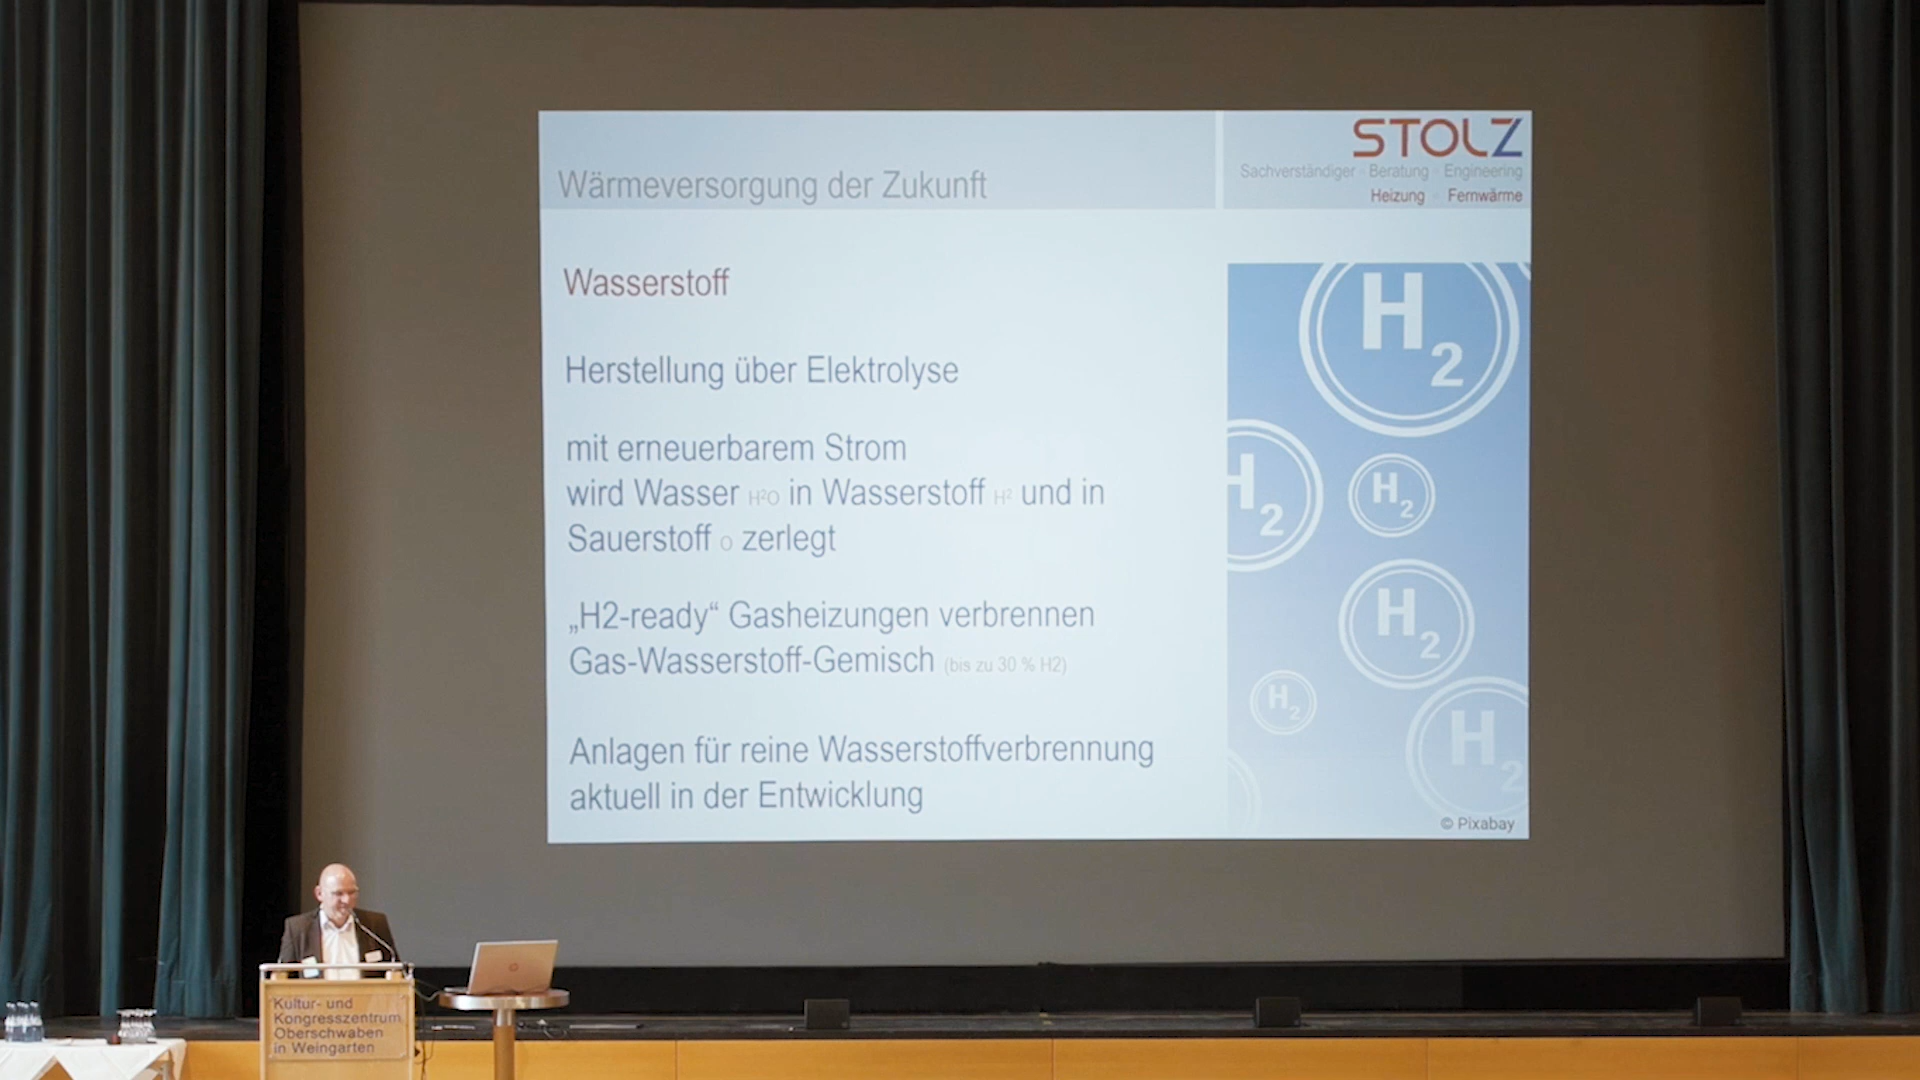 STOLZ
Sachverständiger · Beratung · Engineering
Heizung · Fernwärme
Wärmeversorgung der Zukunft
Wasserstoff
Herstellung über Elektrolyse
mit erneuerbarem Strom
wird Wasser H²O in Wasserstoff H² und in
Sauerstoff O zerlegt
„H2-ready“ Gasheizungen verbrennen
Gas-Wasserstoff-Gemisch (bis zu 30 % H2)
Anlagen für reine Wasserstoffverbrennung
aktuell in der Entwicklung
H2
H2
H2
H2
H2
H2
© Pixabay
Kultur- und
Kongresszentrum
Oberschwaben
in Weingarten